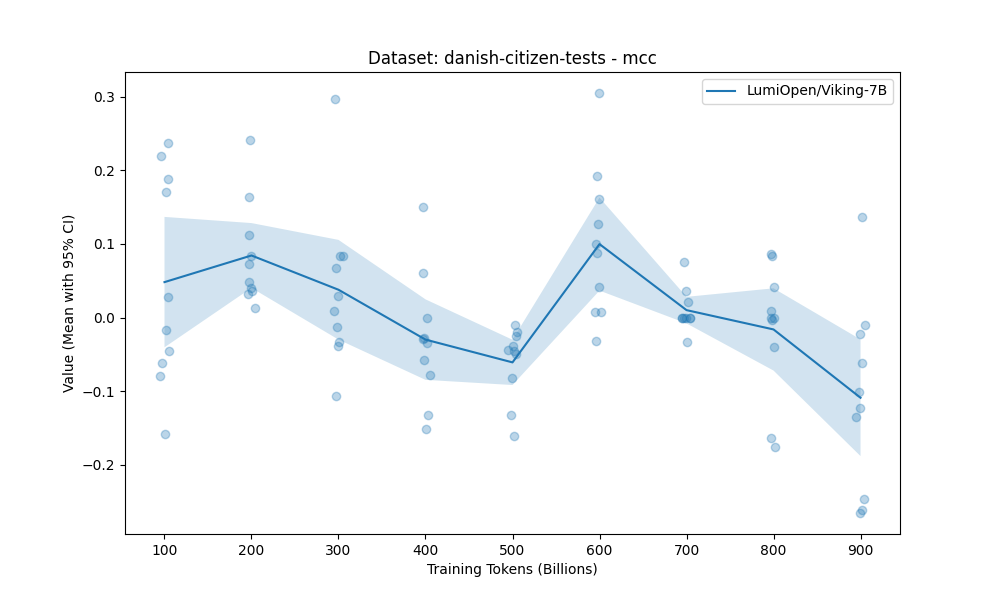 Dataset: danish-citizen-tests - mcc
LumiOpen/Viking-7B
Value (Mean with 95% CI)
0.3
0.2
0.1
0.0
−0.1
−0.2
100 200 300 400 500 600 700 800 900
Training Tokens (Billions)